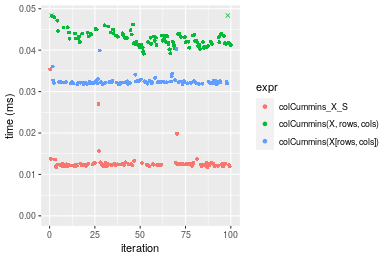 0.05
0.04
0.03
0.02
0.01
0.00
time (ms)
0
25
50
75
100
iteration
expr
colCummins_X_S
colCummins(X, rows, cols)
colCummins(X[rows, cols])